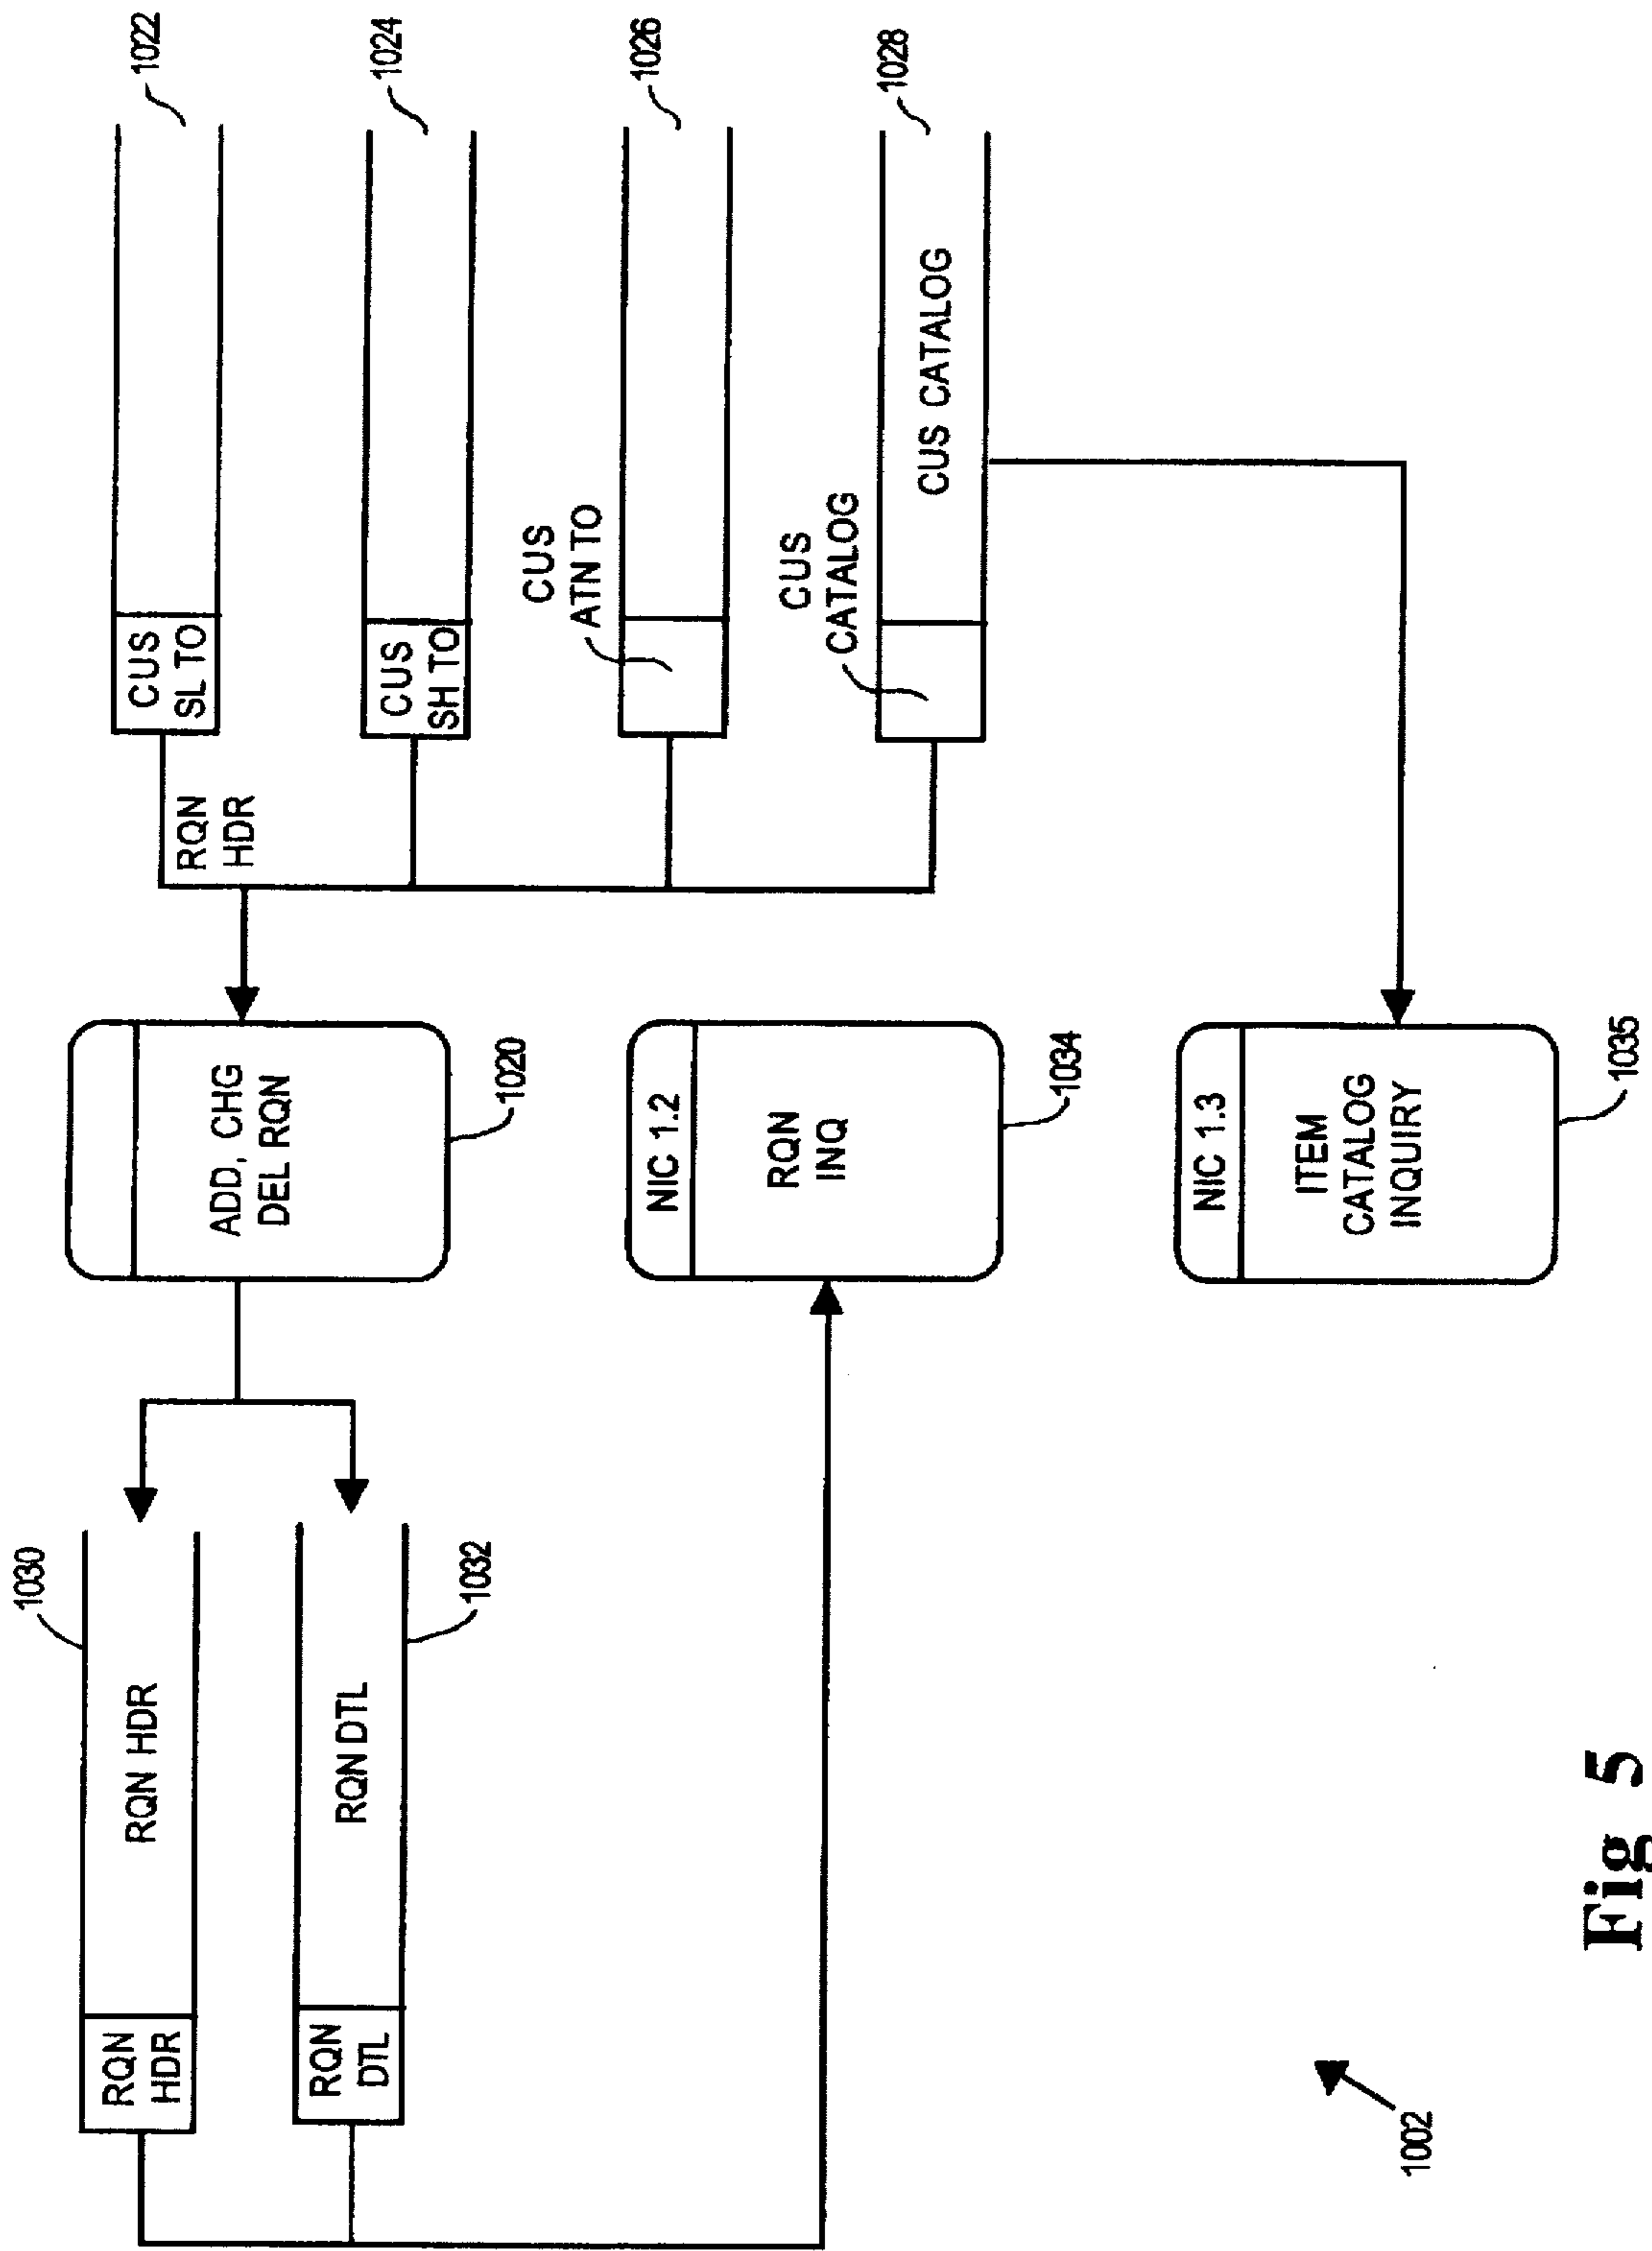 1030
RQN
HDR
RQN HDR
RQN
DTL
RQN DTL
1032
ADD, CHG
DEL RQN
1020
RQN
HDR
CUS
SL TO
1022
CUS
SH TO
1024
CUS
ATN TO
1026
CUS
CATALOG
CUS CATALOG
1028
NIC 1.2
RQN
INQ
1034
NIC 1.3
ITEM
CATALOG
INQUIRY
1035
1002
Fig 5